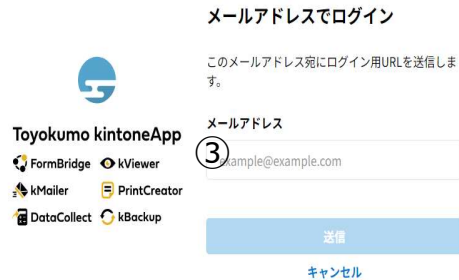 メールアドレスでログイン
このメールアドレス宛にログイン用URLを送信しま
す。
Toyokumo kintoneApp
FormBridge kViewer
kMailer PrintCreator
DataCollect kBackup
メールアドレス
③
example@example.com
送信
キャンセル